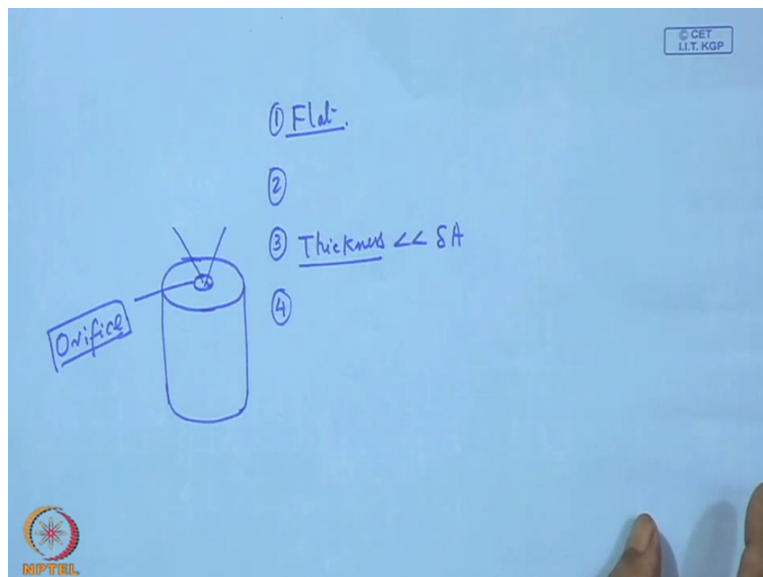 © CET
I.I.T. KGP
① Flat.
②
③ Thickness << δA
④
Orifice
NPTEL